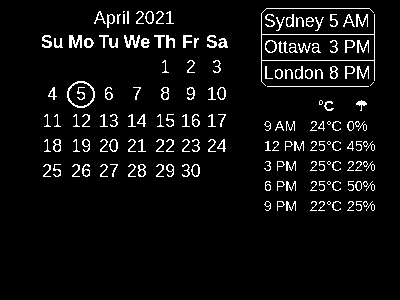 April 2021
Su Mo Tu We Th Fr Sa
1 2 3
4 5 6 7 8 9 10
11 12 13 14 15 16 17
18 19 20 21 22 23 24
25 26 27 28 29 30
Sydney 5 AM
Ottawa 3 PM
London 8 PM
°C
9 AM 24°C 0%
12 PM 25°C 45%
3 PM 25°C 22%
6 PM 25°C 50%
9 PM 22°C 25%